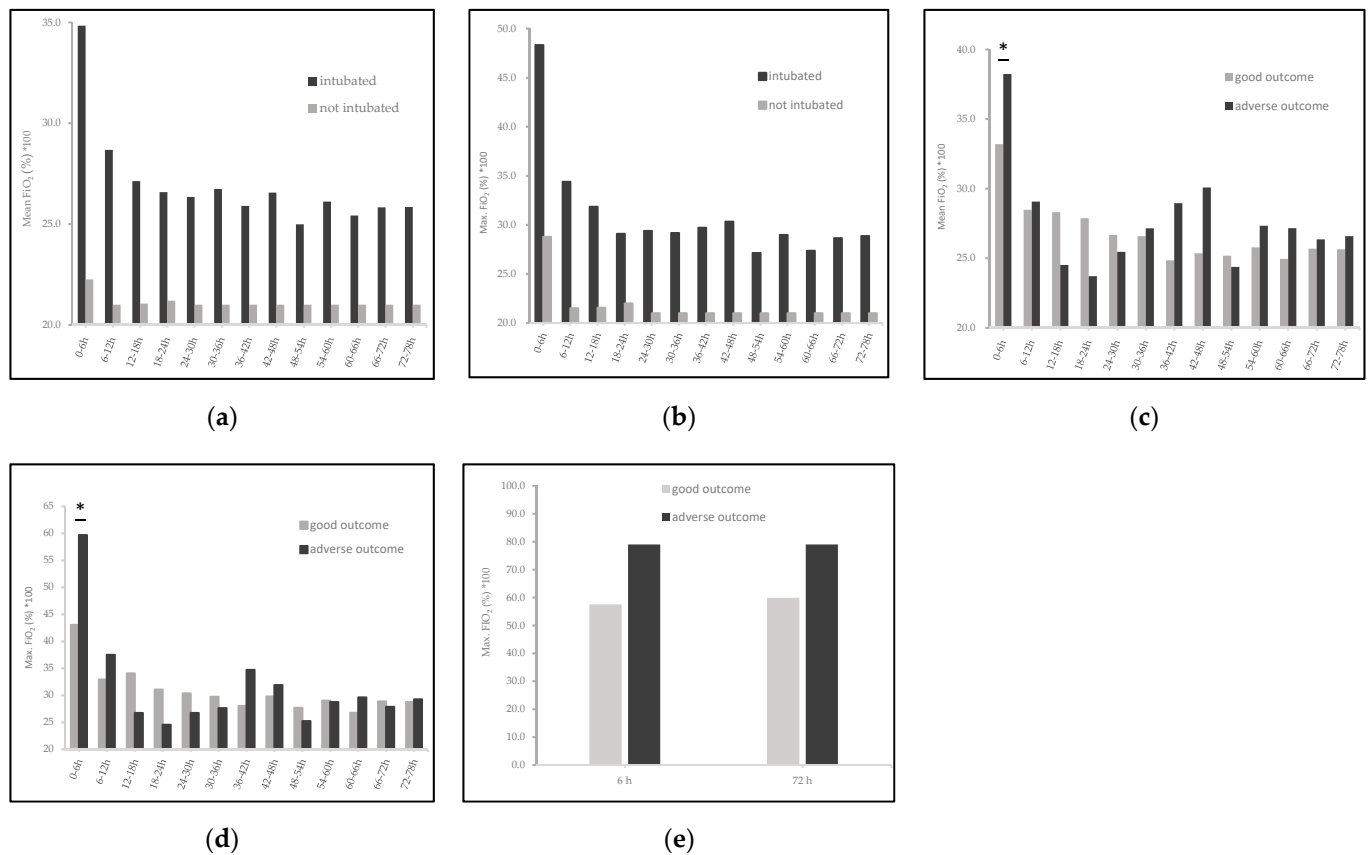 35.0
30.0
25.0
20.0
Mean FiO2 (%) *100
intubated
not intubated
0-6h
6-12h
12-18h
18-24h
24-30h
30-36h
36-42h
42-48h
48-54h
54-60h
60-66h
66-72h
72-78h
(a)
50.0
45.0
40.0
35.0
30.0
25.0
20.0
Max. FiO2 (%) *100
intubated
not intubated
0-6h
6-12h
12-18h
18-24h
24-30h
30-36h
36-42h
42-48h
48-54h
54-60h
60-66h
66-72h
72-78h
(b)
40.0
35.0
30.0
25.0
20.0
Mean FiO2 (%) *100
*
good outcome
adverse outcome
0-6h
6-12h
12-18h
18-24h
24-30h
30-36h
36-42h
42-48h
48-54h
54-60h
60-66h
66-72h
72-78h
(c)
65
60
55
50
45
40
35
30
25
20
Max. FiO2 (%) *100
*
good outcome
adverse outcome
0-6h
6-12h
12-18h
18-24h
24-30h
30-36h
36-42h
42-48h
48-54h
54-60h
60-66h
66-72h
72-78h
(d)
100.0
90.0
80.0
70.0
60.0
50.0
40.0
30.0
20.0
10.0
0.0
Max. FIO2 (%) *100
good outcome
adverse outcome
6 h
72 h
(e)